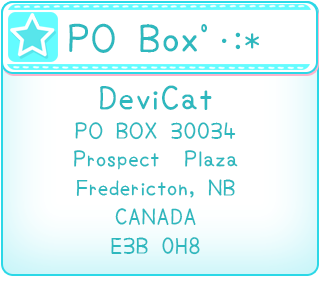 PO Box° ·:*
DeviCat
PO BOX 30034
Prospect Plaza
Fredericton, NB
CANADA
E3B 0H8